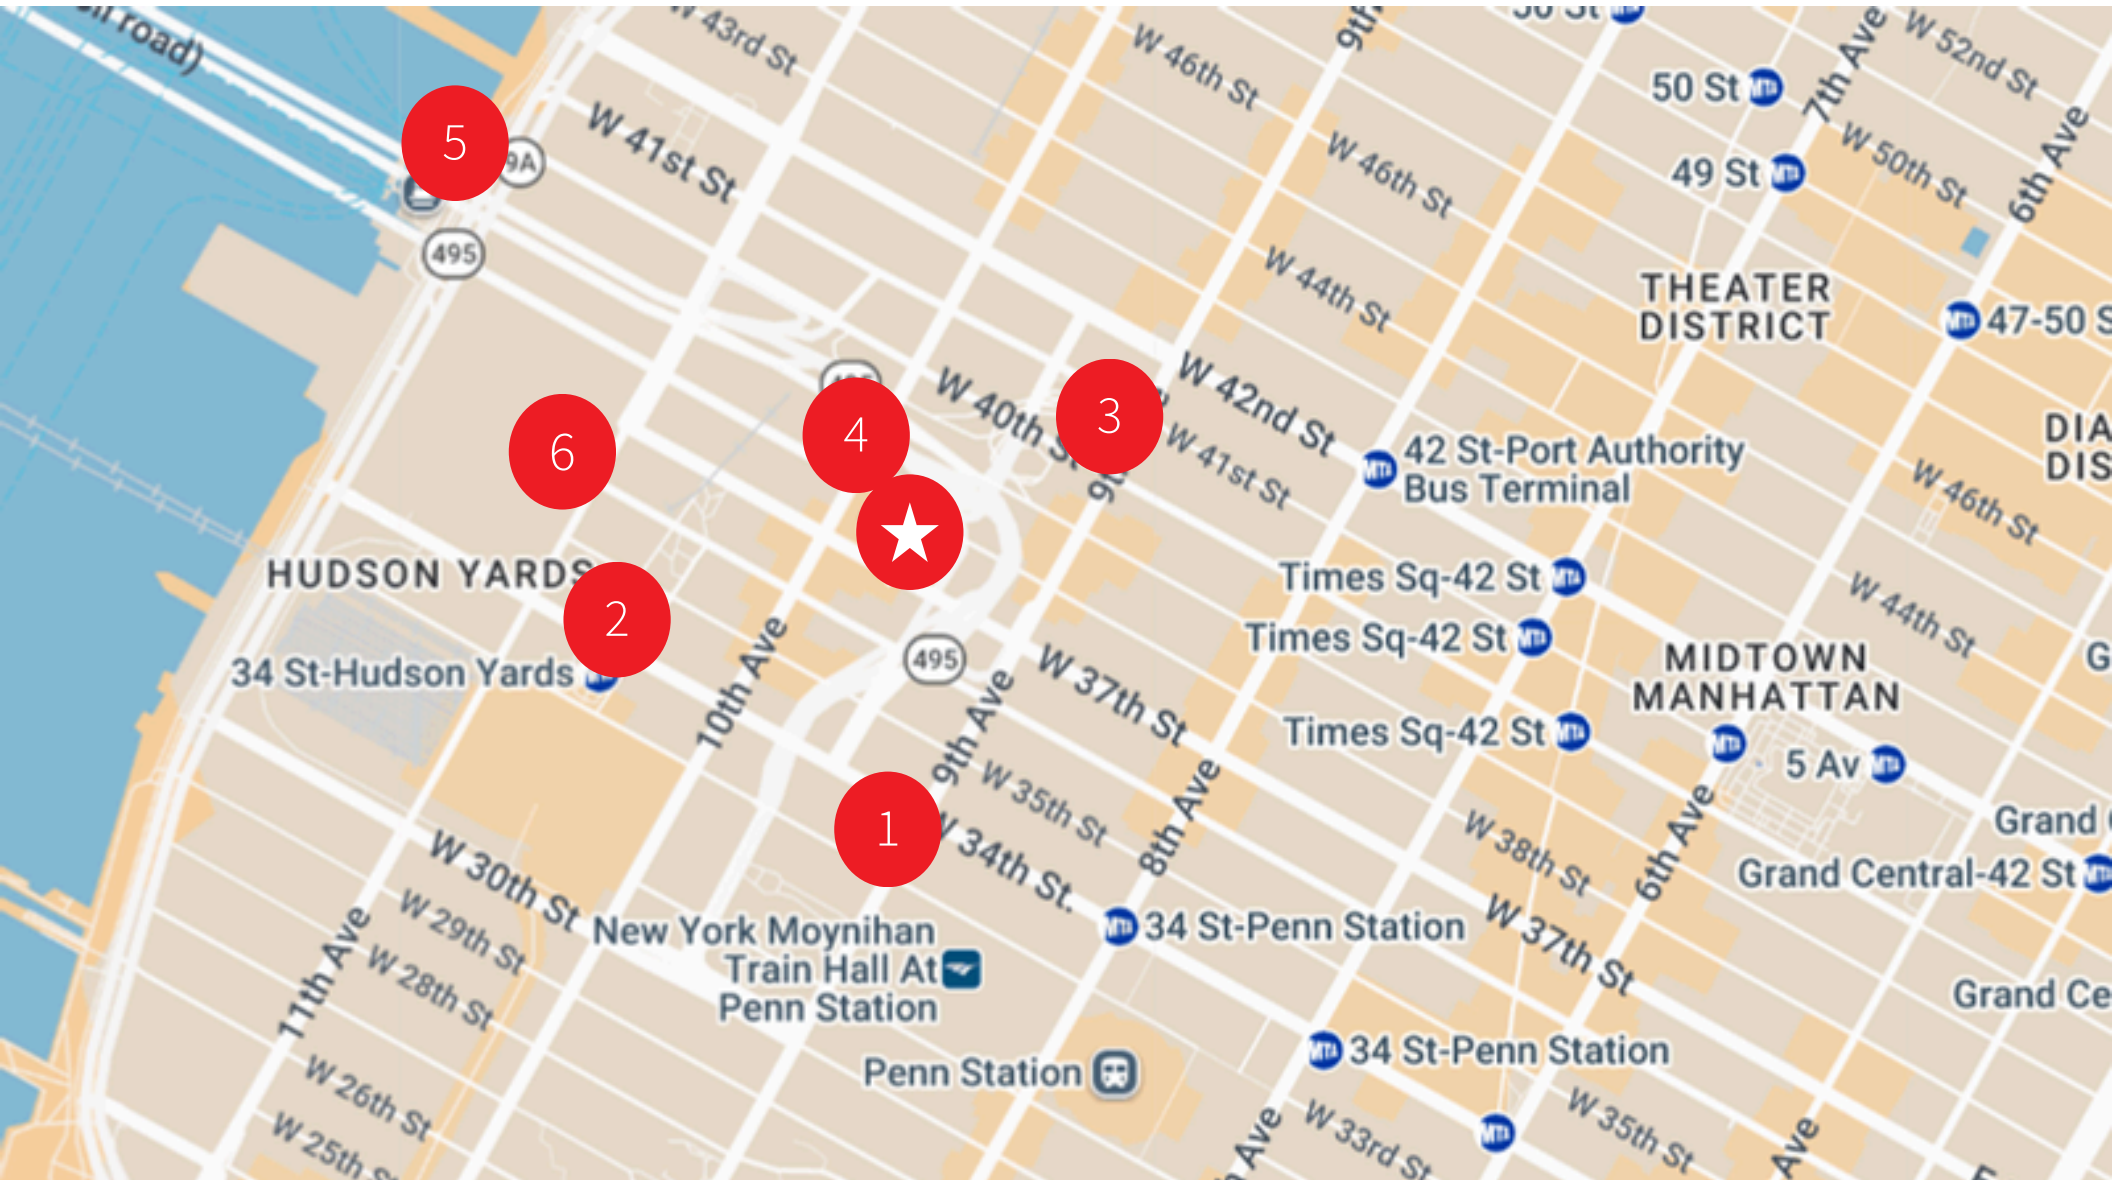 W 43rd St
W 46th St
9th
W 52nd St
50 St
7th Ave
road)
5
9A
W 41st St
W 46th St
49 St
W 50th St
6th Ave
495
W 44th St
THEATER
DISTRICT
47-50 S
W 40th St
3
W 42nd St
4
6
W 41st St
42 St-Port Authority
Bus Terminal
DIA
DIS
W 46th St
HUDSON YARDS
2
Times Sq-42 St
Times Sq-42 St
W 44th St
34 St-Hudson Yards
10th Ave
495
W 37th St
MIDTOWN
MANHATTAN
G
9th Ave
Times Sq-42 St
5 Av
1
W 35th St
8th Ave
W 38th St
6th Ave
Grand
W 30th St
W 34th St.
Grand Central-42 St
W 29th St
New York Moynihan
Train Hall At
Penn Station
34 St-Penn Station
W 37th St
11th Ave
W 28th St
Grand Ce
Penn Station
34 St-Penn Station
W 26th St
W 25th St
W 33rd St
W 35th St
Ave
Ave